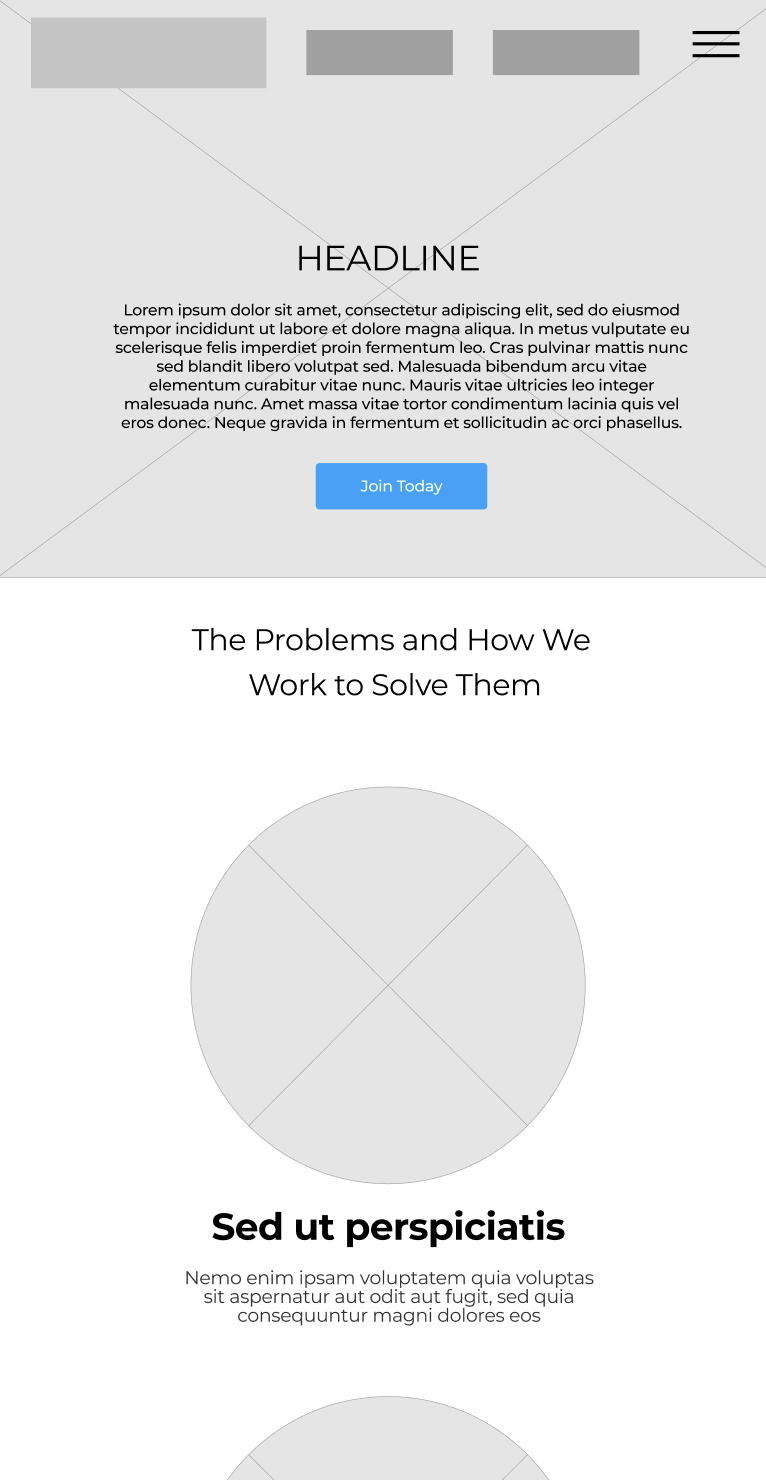 HEADLINE
Lorem ipsum dolor sit amet, consectetur adipiscing elit, sed do eiusmod
tempor incididunt ut labore et dolore magna aliqua. In metus vulputate eu
scelerisque felis imperdiet proin fermentum leo. Cras pulvinar mattis nunc
sed blandit libero volutpat sed. Malesuada bibendum arcu vitae
elementum curabitur vitae nunc. Mauris vitae ultricies leo integer
malesuada nunc. Amet massa vitae tortor condimentum lacinia quis vel
eros donec. Neque gravida in fermentum et sollicitudin ac orci phasellus.
Join Today
The Problems and How We
Work to Solve Them
Sed ut perspiciatis
Nemo enim ipsam voluptatem quia voluptas
sit aspernatur aut odit aut fugit, sed quia
consequuntur magni dolores eos